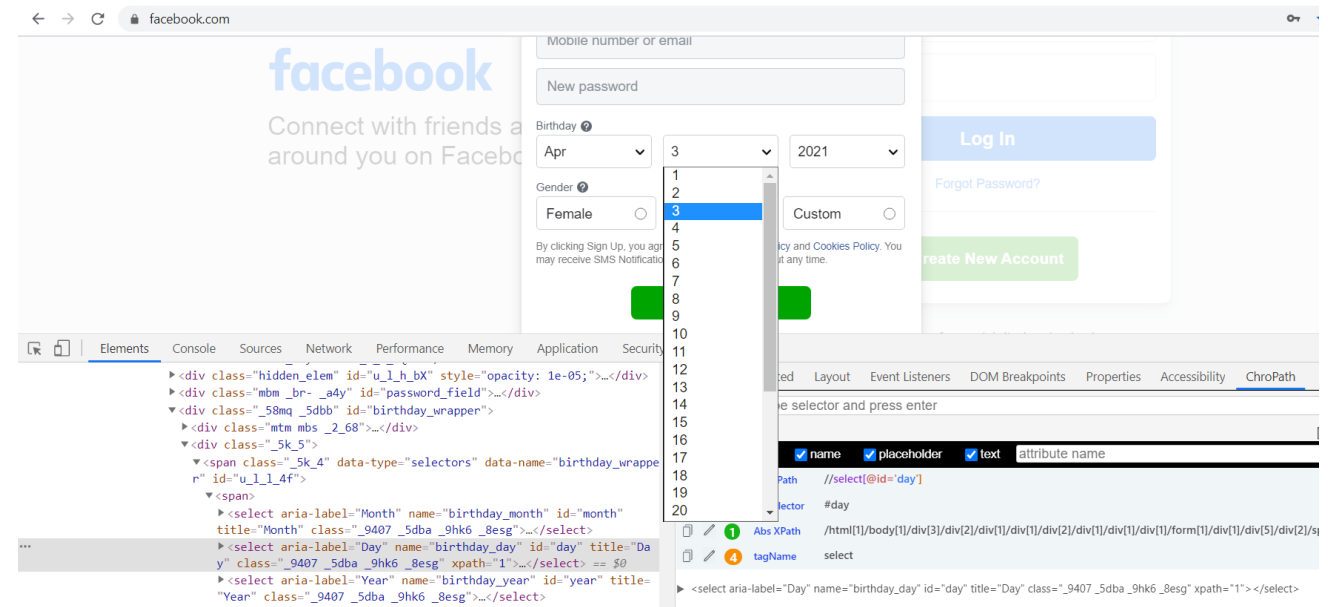 facebook.com
Mobile number or email
facebook
New password
Connect with friends a
around you on Facebo
Birthday
Apr 3 2021
Log In
Forgot Password?
Gender
Female Custom
By clicking Sign Up, you agr icy and Cookies Policy. You
may receive SMS Notificatio ut any time.
reate New Account
1
2
3
4
5
6
7
8
9
10
11
12
13
14
15
16
17
18
19
20
Elements Console Sources Network Performance Memory Application Security
ted Layout Event Listeners DOM Breakpoints Properties Accessibility ChroPath
<div class="hidden_elem" id="u_l_h_bX" style="opacity: 1e-05;">…</div>
<div class="mbm _br- _a4y" id="password_field">…</div>
<div class="_58mq _5dbb" id="birthday_wrapper">
<div class="mtm mbs _2_68">…</div>
<div class="_5k_5">
<span class="_5k_4" data-type="selectors" data-name="birthday_wrappe
r" id="u_l_l_4f">
<span>
<select aria-label="Month" name="birthday_month" id="month"
title="Month" class="_9407 _5dba _9hk6 _8esg">…</select>
<select aria-label="Day" name="birthday_day" id="day" title="Da
y" class="_9407 _5dba _9hk6 _8esg" xpath="1">…</select> == $0
<select aria-label="Year" name="birthday_year" id="year" title=
"Year" class="_9407 _5dba _9hk6 _8esg">…</select>
pe selector and press enter
name placeholder text attribute name
Path //select[@id='day']
lector #day
1 Abs XPath /html[1]/body[1]/div[3]/div[2]/div[1]/div[1]/div[2]/div[1]/div[1]/div[1]/form[1]/div[1]/div[5]/div[2]/sp
4 tagName select
<select aria-label="Day" name="birthday_day" id="day" title="Day" class="_9407 _5dba _9hk6 _8esg" xpath="1"></select>